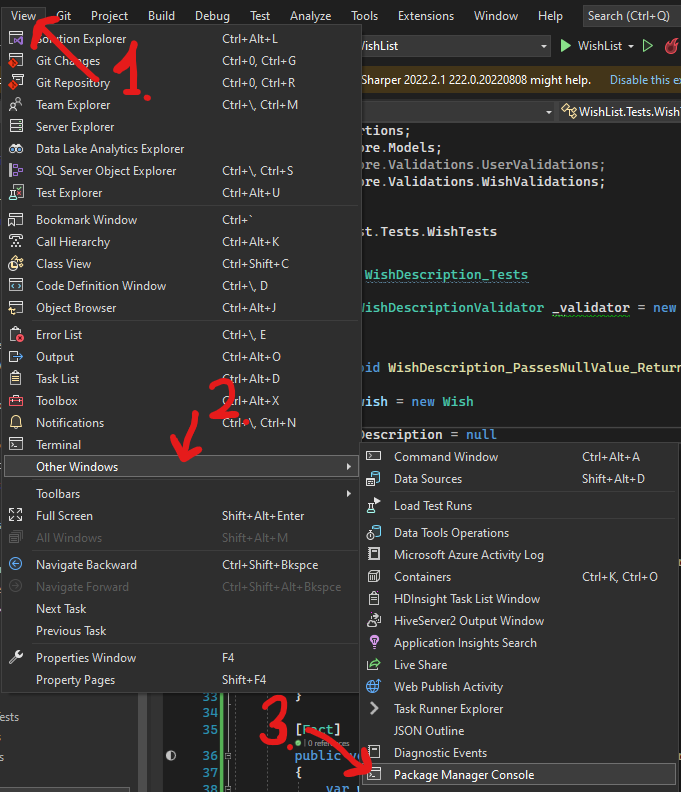 View Git Project Build Debug Test Analyze Tools Extensions Window Help Search (Ctrl+Q)
1.
Solution Explorer Ctrl+Alt+L
Git Changes Ctrl+0, Ctrl+G
Git Repository Ctrl+0, Ctrl+R
Team Explorer Ctrl+\, Ctrl+M
Server Explorer
Data Lake Analytics Explorer
SQL Server Object Explorer Ctrl+\, Ctrl+S
Test Explorer Ctrl+Alt+U
Bookmark Window Ctrl+`
Call Hierarchy Ctrl+Alt+K
Class View Ctrl+Shift+C
Code Definition Window Ctrl+\, D
Object Browser Ctrl+Alt+J
Error List Ctrl+\, E
Output Ctrl+Alt+O
Task List Ctrl+Alt+D
Toolbox Ctrl+Alt+X
Notifications Ctrl+\, Ctrl+N
Terminal
2.
Other Windows
Toolbars
Full Screen Shift+Alt+Enter
All Windows Shift+Alt+M
Navigate Backward Ctrl+Shift+Bkspce
Navigate Forward Ctrl+Shift+Alt+Bkspce
Next Task
Previous Task
Properties Window F4
Property Pages Shift+F4
WishList WishList
Sharper 2022.2.1 222.0.20220808 might help. Disable this ex
WishList.Tests.Wish
rtions;
ore.Models;
ore.Validations.UserValidations;
ore.Validations.WishValidations;
st.Tests.WishTests
WishDescription_Tests
WishDescriptionValidator _validator = new
oid WishDescription_PassesNullValue_Return
wish = new Wish
Description = null
Command Window Ctrl+Alt+A
Data Sources Shift+Alt+D
Load Test Runs
Data Tools Operations
Microsoft Azure Activity Log
Containers Ctrl+K, Ctrl+O
HDInsight Task List Window
HiveServer2 Output Window
Application Insights Search
Live Share
Web Publish Activity
Task Runner Explorer
JSON Outline
Diagnostic Events
Package Manager Console
3.
33 }
34
35 [Fact]
0 references
36 public vo
37 {
38 var
ests